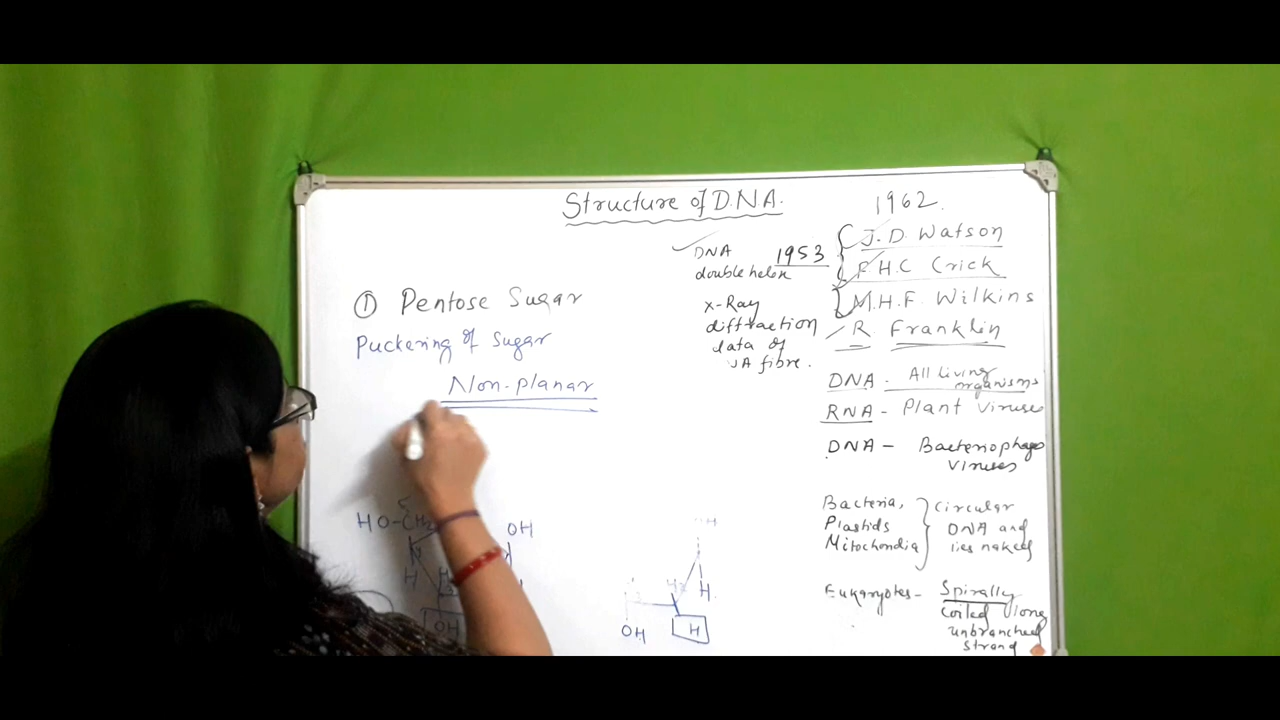 Structure of D.N.A.
1962.
DNA
double helix
1953
J. D. Watson
F.H.C Crick
M.H.F. Wilkins
R. Franklin
x-Ray
diffraction
data of
fibre.
① Pentose Sugar
Puckering of Sugar
Non-planar
DNA - All living
organisms
RNA - Plant Viruses
DNA - Bacteriophages
Viruses
Bacteria,
Plastids
Mitochondia
Circular
DNA and
lies naked
Eukaryotes - Spirally
Coiled long
unbranched
strand
HO-CH2
OH
H
OH
H
OH
H